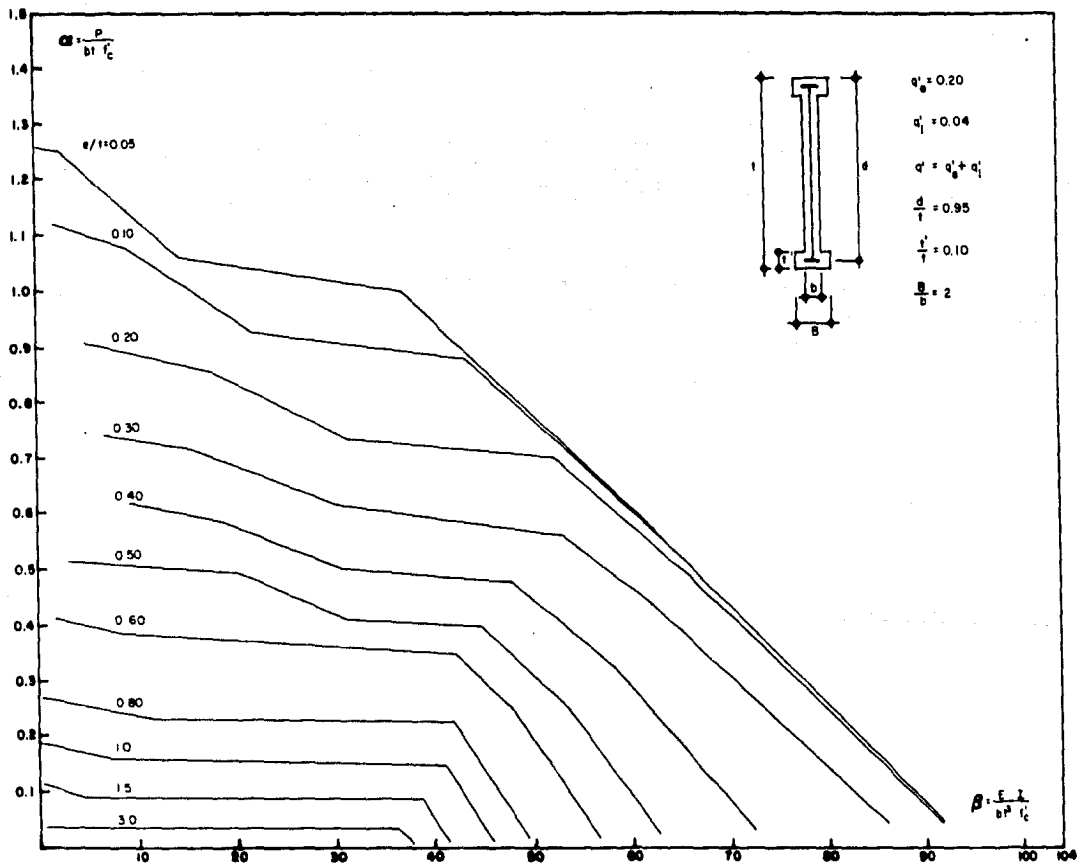 1.5
α = P / bt f'c
1.4
1.3
e/t=0.05
1.2
1.1
0.10
1.0
0.9
0.20
0.8
0.7
0.30
0.6
0.40
0.5
0.50
0.4
0.60
0.3
0.80
0.2
1.0
0.1
1.5
3.0
10 20 30 40 50 60 70 80 90 100 104
t
d
t'
b
B
q's = 0.20
q'i = 0.04
q' = q's + q'i
d/t = 0.95
t'/t = 0.10
B/b = 2